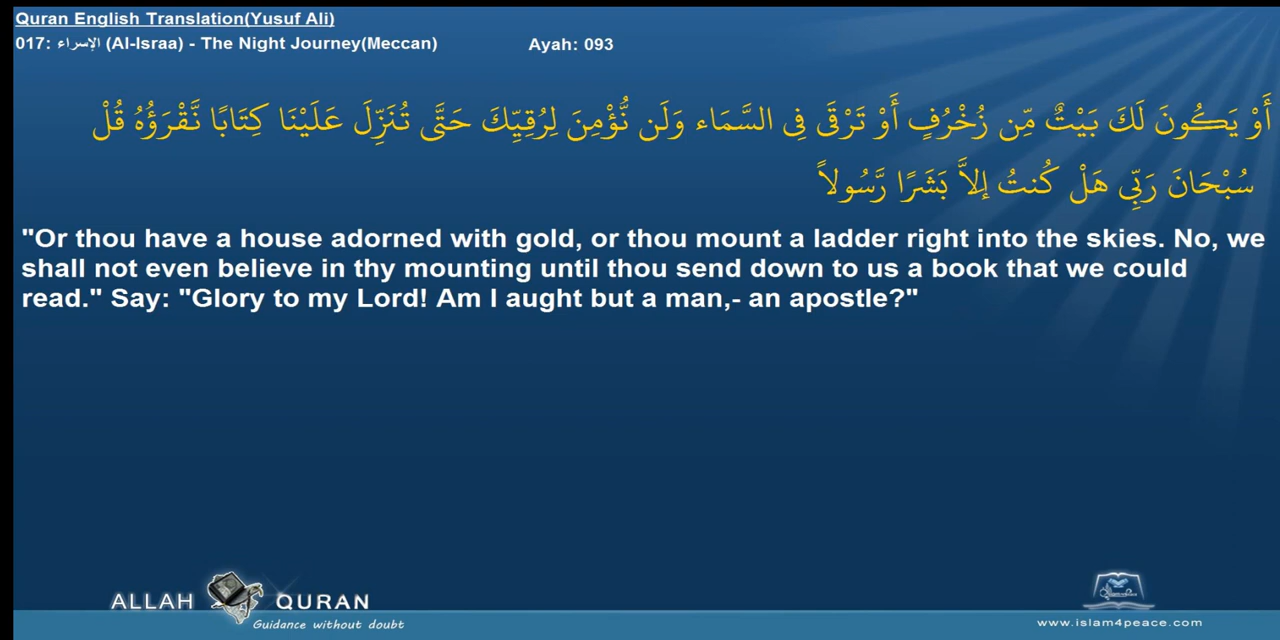 Quran English Translation(Yusuf Ali)
017: الإسراء (Al-Israa) - The Night Journey(Meccan) Ayah: 093
أَوْ يَكُونَ لَكَ بَيْتٌ مِّن زُخْرُفٍ أَوْ تَرْقَى فِي السَّمَاء وَلَن نُّؤْمِنَ لِرُقِيِّكَ حَتَّى تُنَزِّلَ عَلَيْنَا كِتَابًا نَّقْرَؤُهُ قُلْ
سُبْحَانَ رَبِّي هَلْ كُنتُ إلاَّ بَشَرًا رَّسُولاً
"Or thou have a house adorned with gold, or thou mount a ladder right into the skies. No, we
shall not even believe in thy mounting until thou send down to us a book that we could
read." Say: "Glory to my Lord! Am I aught but a man,- an apostle?"
ALLAH QURAN
Guidance without doubt
www.islam4peace.com